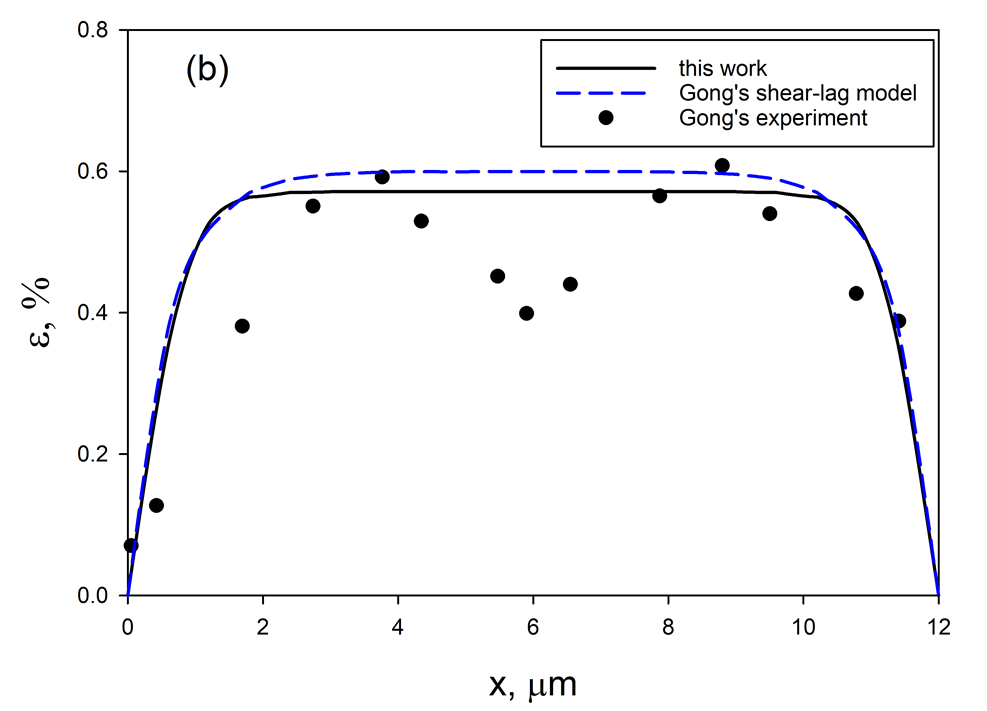 (b)
this work
Gong's shear-lag model
Gong's experiment
0.8
0.6
0.4
0.2
0.0
ε, %
0 2 4 6 8 10 12
x, μm